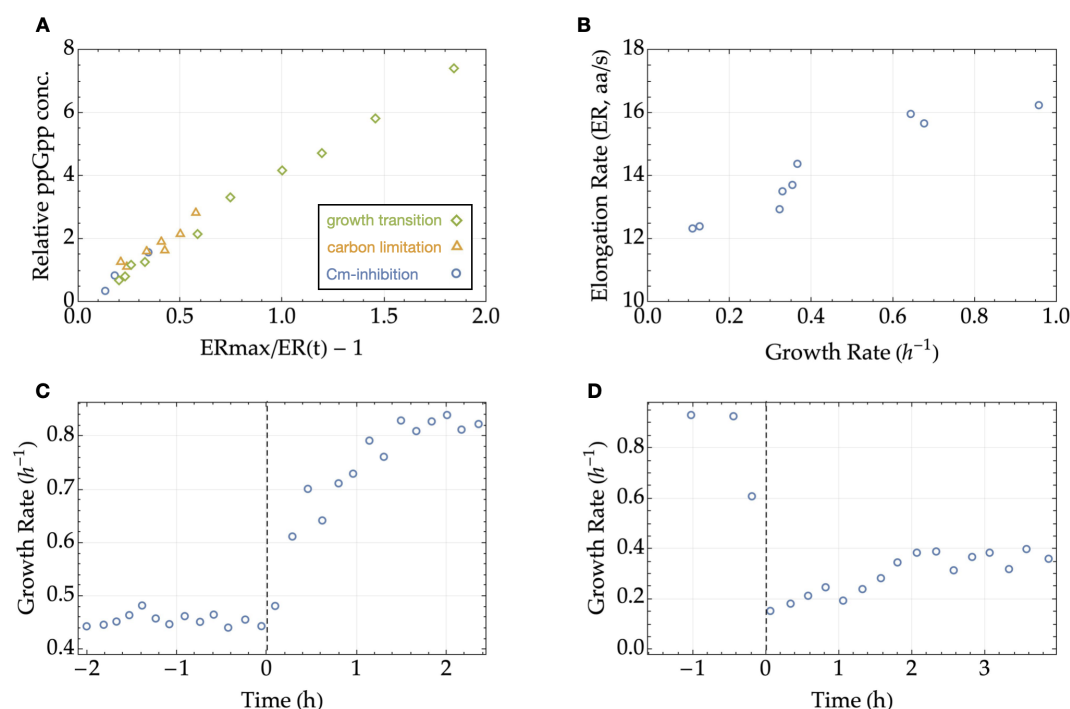 A
Relative ppGpp conc.
8
6
4
2
0
0.0 0.5 1.0 1.5 2.0
ERmax/ER(t) − 1
growth transition
carbon limitation
Cm-inhibition
B
Elongation Rate (ER, aa/s)
18
16
14
12
10
0.0 0.2 0.4 0.6 0.8 1.0
Growth Rate (h⁻¹)
C
Growth Rate (h⁻¹)
0.8
0.7
0.6
0.5
0.4
−2 −1 0 1 2
Time (h)
D
Growth Rate (h⁻¹)
0.8
0.6
0.4
0.2
0.0
−1 0 1 2 3
Time (h)